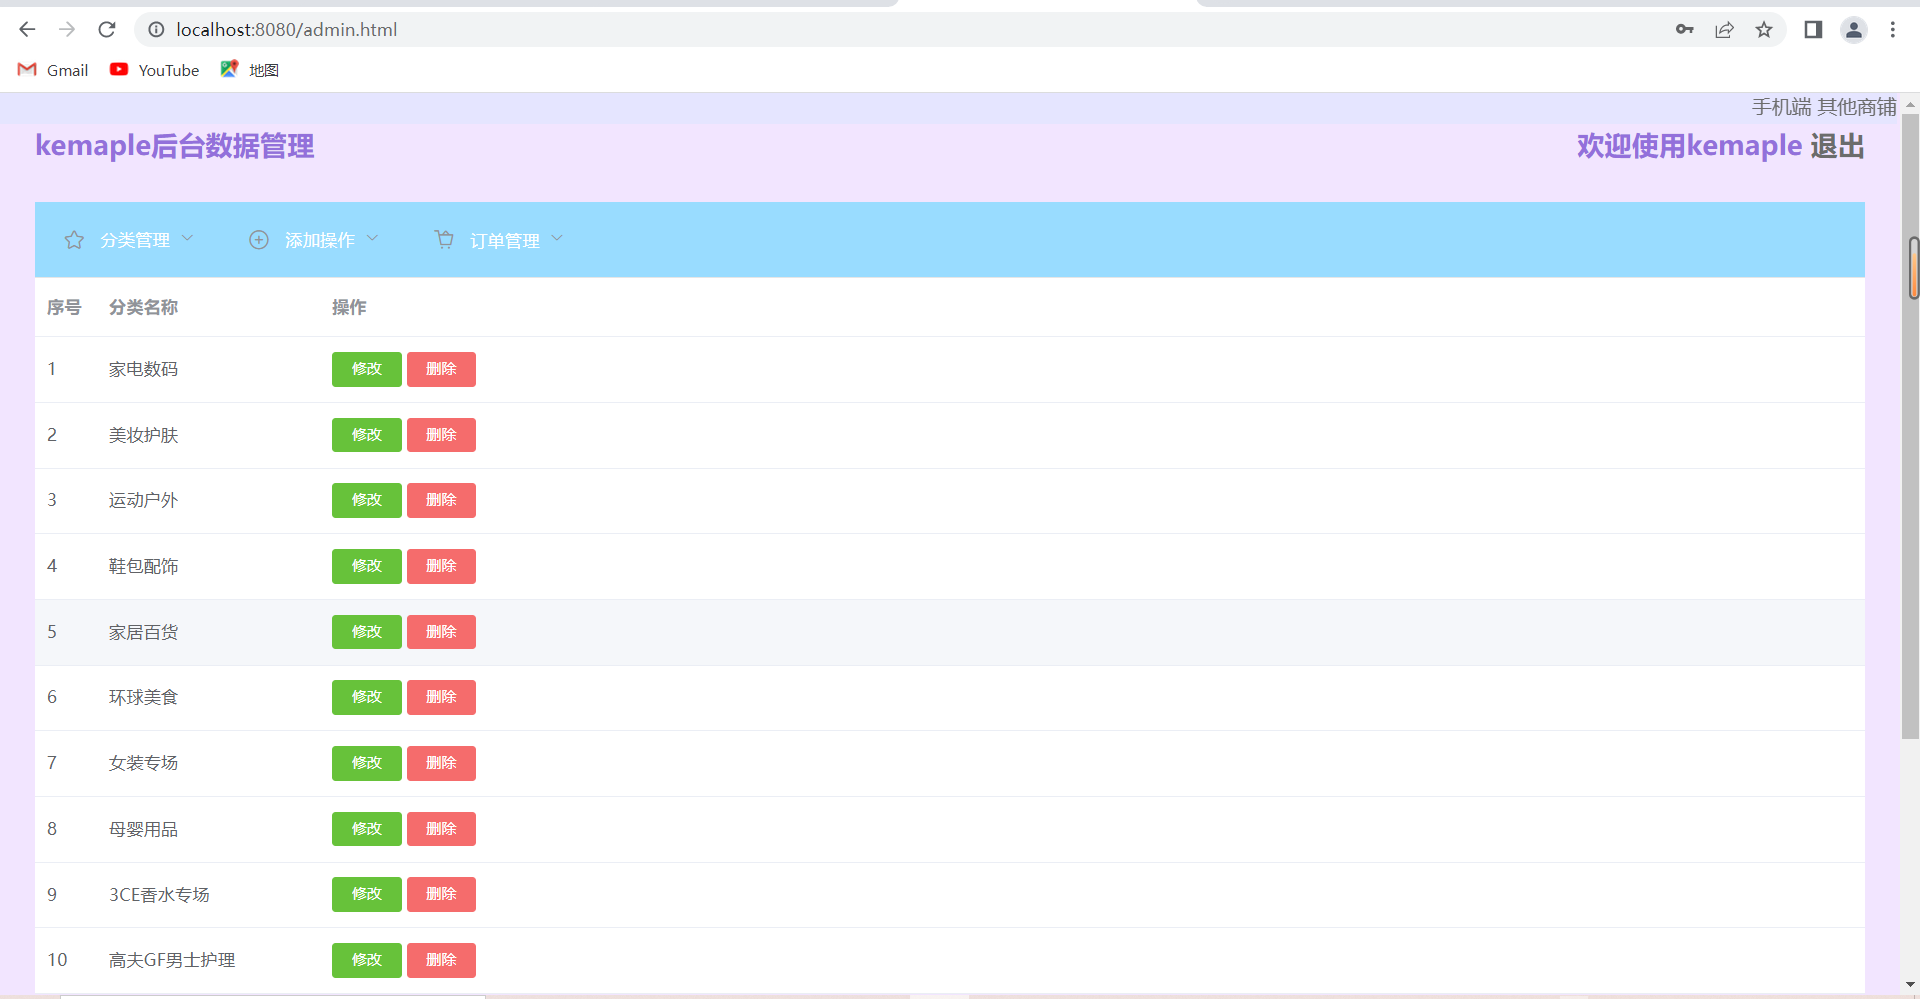 localhost:8080/admin.html
Gmail YouTube 地图
手机端 其他商铺
kemaple后台数据管理 欢迎使用kemaple 退出
分类管理 添加操作 订单管理
序号 分类名称 操作
1 家电数码 修改 删除
2 美妆护肤 修改 删除
3 运动户外 修改 删除
4 鞋包配饰 修改 删除
5 家居百货 修改 删除
6 环球美食 修改 删除
7 女装专场 修改 删除
8 母婴用品 修改 删除
9 3CE香水专场 修改 删除
10 高夫GF男士护理 修改 删除